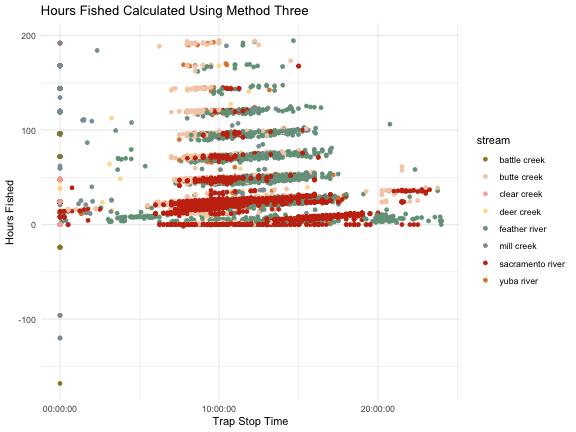 Hours Fished Calculated Using Method Three
200
100
0
-100
Hours Fished
00:00:00
10:00:00
20:00:00
Trap Stop Time
stream
battle creek
butte creek
clear creek
deer creek
feather river
mill creek
sacramento river
yuba river